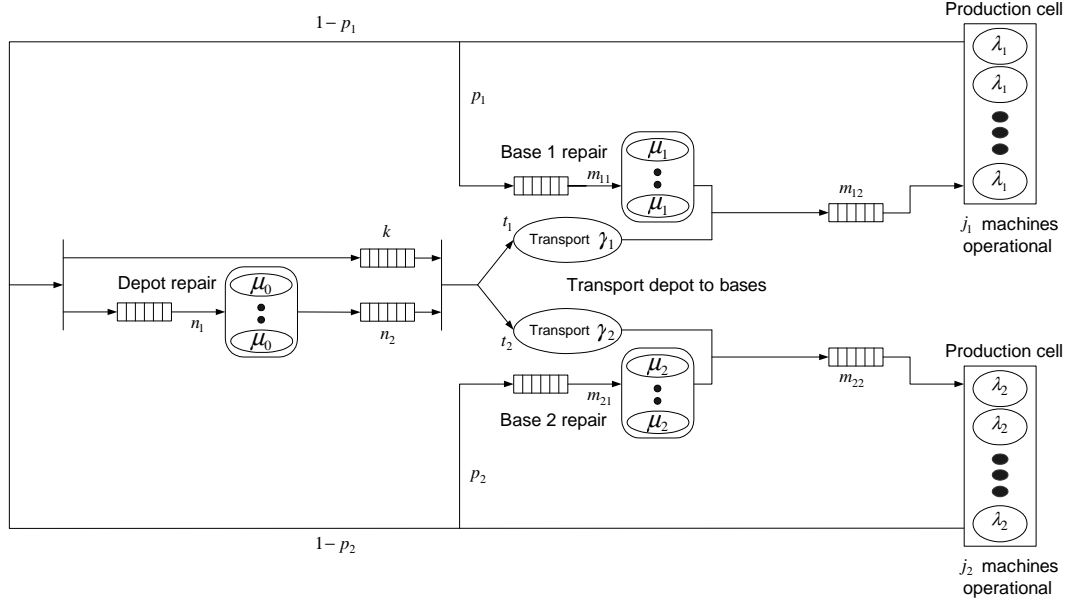 Production cell
1− p₁
λ₁
λ₁
p₁
Base 1 repair
μ₁
m₁₁
μ₁
λ₁
m₁₂
t₁
Transport γ₁
j₁ machines
operational
k
Depot repair
μ₀
n₁
μ₀
n₂
Transport depot to bases
t₂
Transport γ₂
Production cell
μ₂
m₂₁
μ₂
m₂₂
λ₂
Base 2 repair
λ₂
p₂
λ₂
1− p₂
j₂ machines
operational